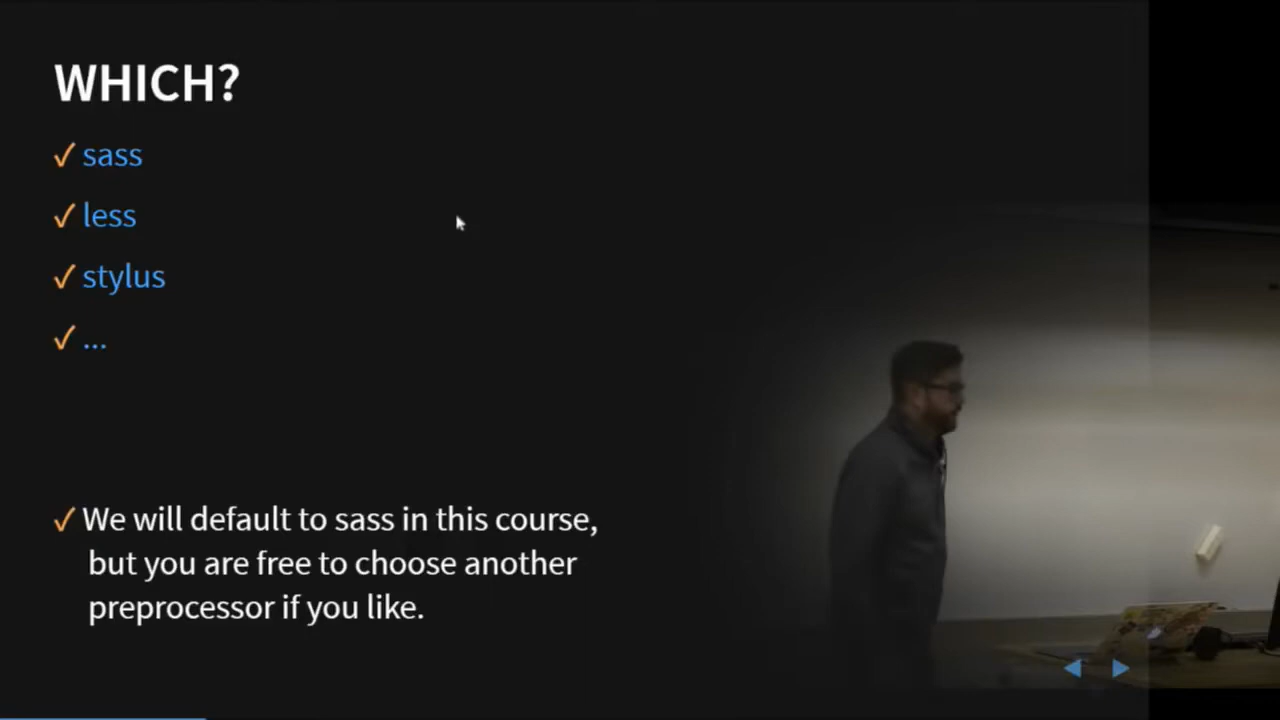 WHICH?
✓ sass
✓ less
✓ stylus
✓ ...
✓ We will default to sass in this course,
but you are free to choose another
preprocessor if you like.